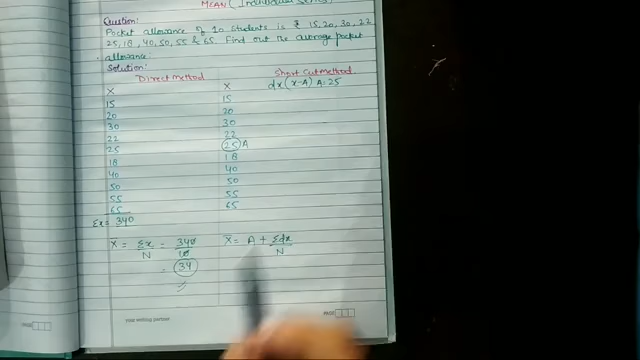 MEAN (Individual Series)
Question:
Pocket allowance of 10 students is ₹ 15, 20, 30, 22
25, 18, 40, 50, 55 & 65. Find out the average pocket
allowance.
Solution:
Direct method
X
15
20
30
22
25
18
40
50
55
65
Σx = 340
X̄ = Σx/N = 340/10
= 34
Short Cut method
X dx (x-A) A=25
15
20
30
22
25 A
18
40
50
55
65
X̄ = A + Σdx/N